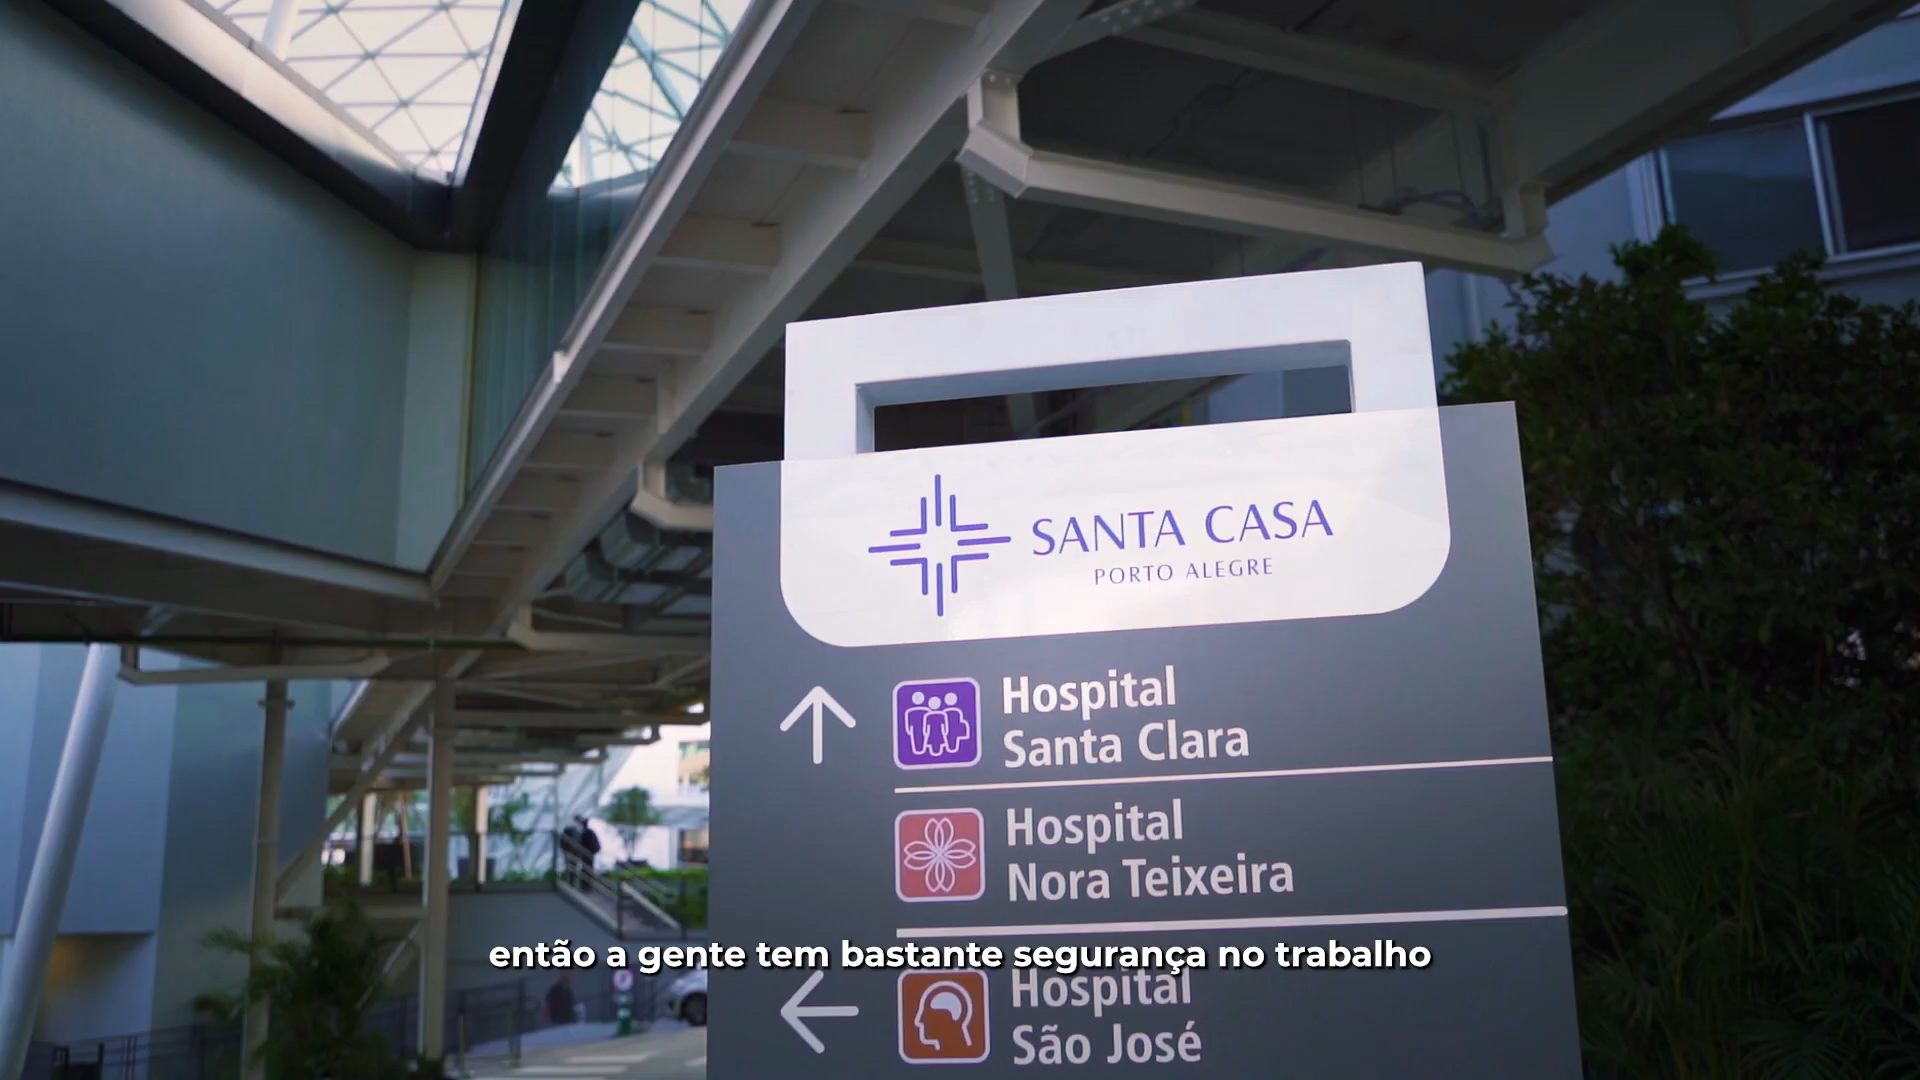 SANTA CASA
PORTO ALEGRE
Hospital
Santa Clara
Hospital
Nora Teixeira
então a gente tem bastante segurança no trabalho
Hospital
São José